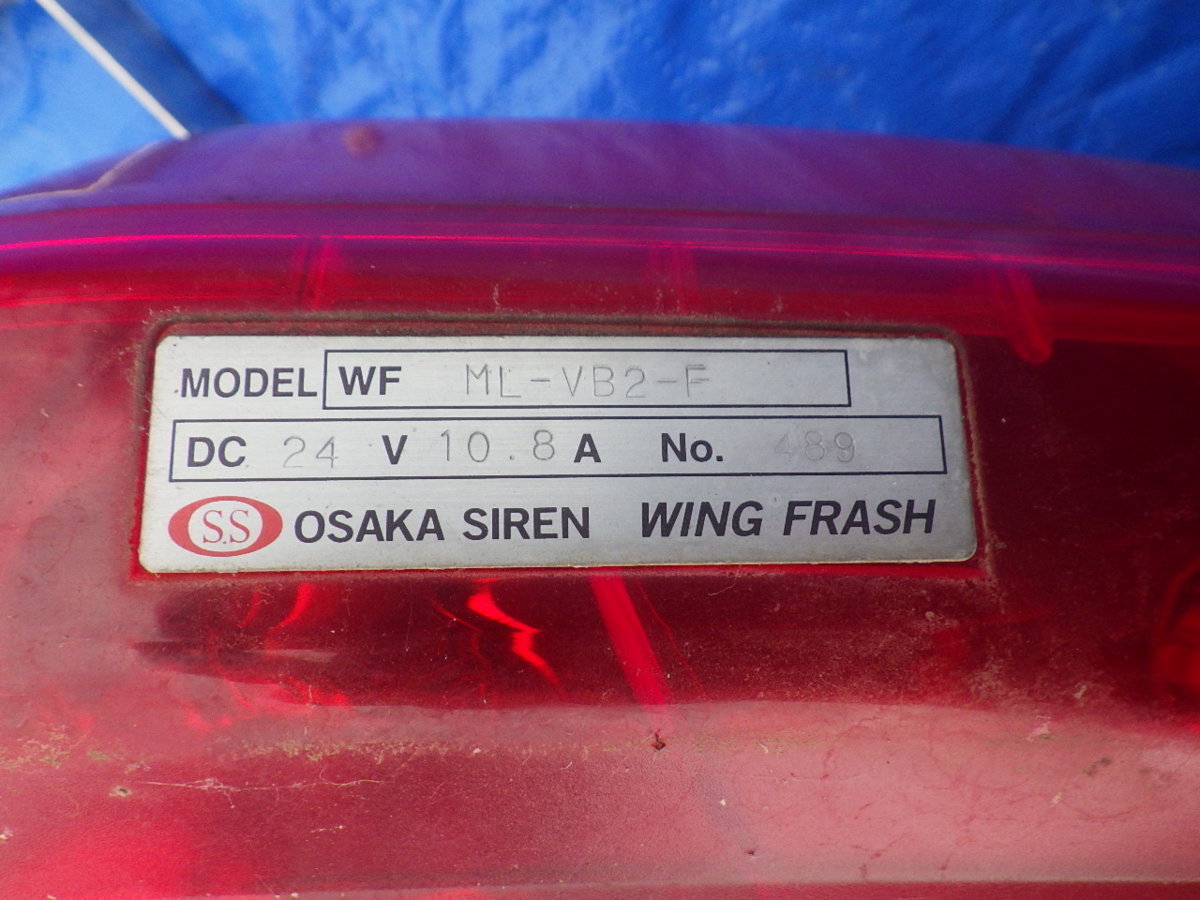 MODEL WF ML-VB2-F
DC 24 V 10.8 A No. 489
S.S OSAKA SIREN WING FRASH